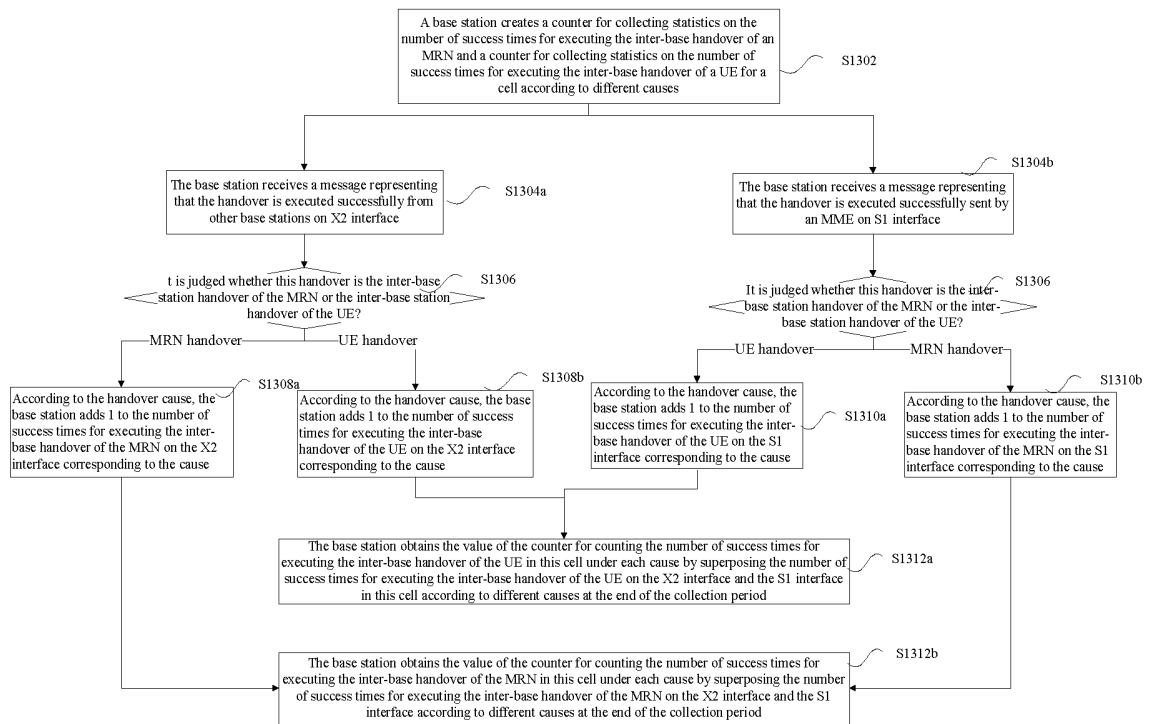 A base station creates a counter for collecting statistics on the
number of success times for executing the inter-base handover of an
MRN and a counter for collecting statistics on the number of
success times for executing the inter-base handover of a UE for a
cell according to different causes
S1302
S1304a
The base station receives a message representing
that the handover is executed successfully from
other base stations on X2 interface
S1304b
The base station receives a message representing
that the handover is executed successfully sent by
an MME on S1 interface
S1306
t is judged whether this handover is the inter-base
station handover of the MRN or the inter-base station
handover of the UE?
S1306
It is judged whether this handover is the inter-
base station handover of the MRN or the inter-
base station handover of the UE?
MRN handover
UE handover
UE handover
MRN handover
S1308a
According to the handover cause, the
base station adds 1 to the number of
success times for executing the inter-
base handover of the MRN on the X2
interface corresponding to the cause
S1308b
According to the handover cause, the base
station adds 1 to the number of success
times for executing the inter-base
handover of the UE on the X2 interface
corresponding to the cause
S1310a
According to the handover cause, the
base station adds 1 to the number of
success times for executing the inter-
base handover of the UE on the S1
interface corresponding to the cause
S1310b
According to the handover cause, the
base station adds 1 to the number of
success times for executing the inter-
base handover of the MRN on the S1
interface corresponding to the cause
S1312a
The base station obtains the value of the counter for counting the number of success times for
executing the inter-base handover of the UE in this cell under each cause by superposing the number of
success times for executing the inter-base handover of the UE on the X2 interface and the S1 interface
in this cell according to different causes at the end of the collection period
S1312b
The base station obtains the value of the counter for counting the number of success times for
executing the inter-base handover of the MRN in this cell under each cause by superposing the number
of success times for executing the inter-base handover of the MRN on the X2 interface and the S1
interface according to different causes at the end of the collection period